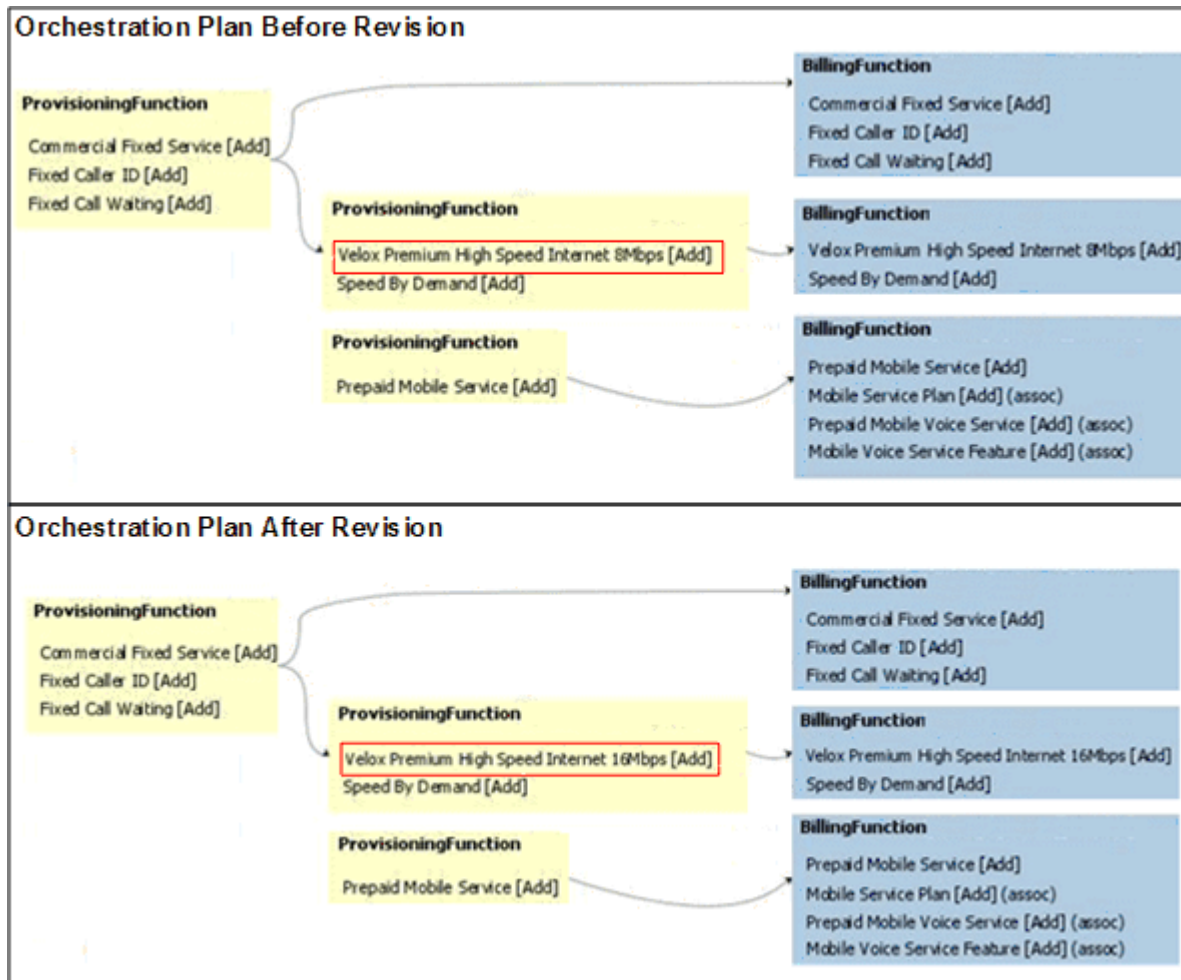 Orchestration Plan Before Revision
ProvisioningFunction
Commercial Fixed Service [Add]
Fixed Caller ID [Add]
Fixed Call Waiting [Add]
ProvisioningFunction
Velox Premium High Speed Internet 8Mbps [Add]
Speed By Demand [Add]
ProvisioningFunction
Prepaid Mobile Service [Add]
BillingFunction
Commercial Fixed Service [Add]
Fixed Caller ID [Add]
Fixed Call Waiting [Add]
BillingFunction
Velox Premium High Speed Internet 8Mbps [Add]
Speed By Demand [Add]
BillingFunction
Prepaid Mobile Service [Add]
Mobile Service Plan [Add] (assoc)
Prepaid Mobile Voice Service [Add] (assoc)
Mobile Voice Service Feature [Add] (assoc)
Orchestration Plan After Revision
ProvisioningFunction
Commercial Fixed Service [Add]
Fixed Caller ID [Add]
Fixed Call Waiting [Add]
ProvisioningFunction
Velox Premium High Speed Internet 16Mbps [Add]
Speed By Demand [Add]
ProvisioningFunction
Prepaid Mobile Service [Add]
BillingFunction
Commercial Fixed Service [Add]
Fixed Caller ID [Add]
Fixed Call Waiting [Add]
BillingFunction
Velox Premium High Speed Internet 16Mbps [Add]
Speed By Demand [Add]
BillingFunction
Prepaid Mobile Service [Add]
Mobile Service Plan [Add] (assoc)
Prepaid Mobile Voice Service [Add] (assoc)
Mobile Voice Service Feature [Add] (assoc)